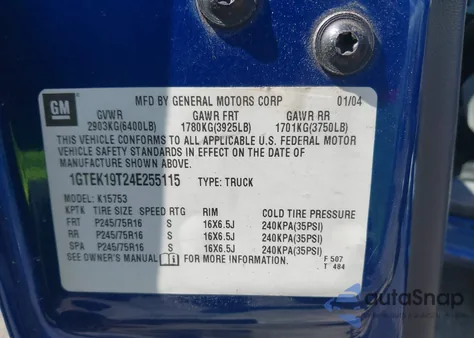 GM
MFD BY GENERAL MOTORS CORP 01/04
GVWR GAWR FRT GAWR RR
2903KG(6400LB) 1780KG(3925LB) 1701KG(3750LB)
THIS VEHICLE CONFORMS TO ALL APPLICABLE U.S. FEDERAL MOTOR
VEHICLE SAFETY STANDARDS IN EFFECT ON THE DATE OF
MANUFACTURE SHOWN ABOVE.
1GTEK19T24E255115 TYPE: TRUCK
MODEL: K15753
KPTK TIRE SIZE SPEED RTG RIM COLD TIRE PRESSURE
FRT P245/75R16 S 16X6.5J 240KPA(35PSI)
RR P245/75R16 S 16X6.5J 240KPA(35PSI)
SPA P245/75R16 S 16X6.5J 240KPA(35PSI)
SEE OWNER'S MANUAL FOR MORE INFORMATION. F 507
T 484
autoSnap